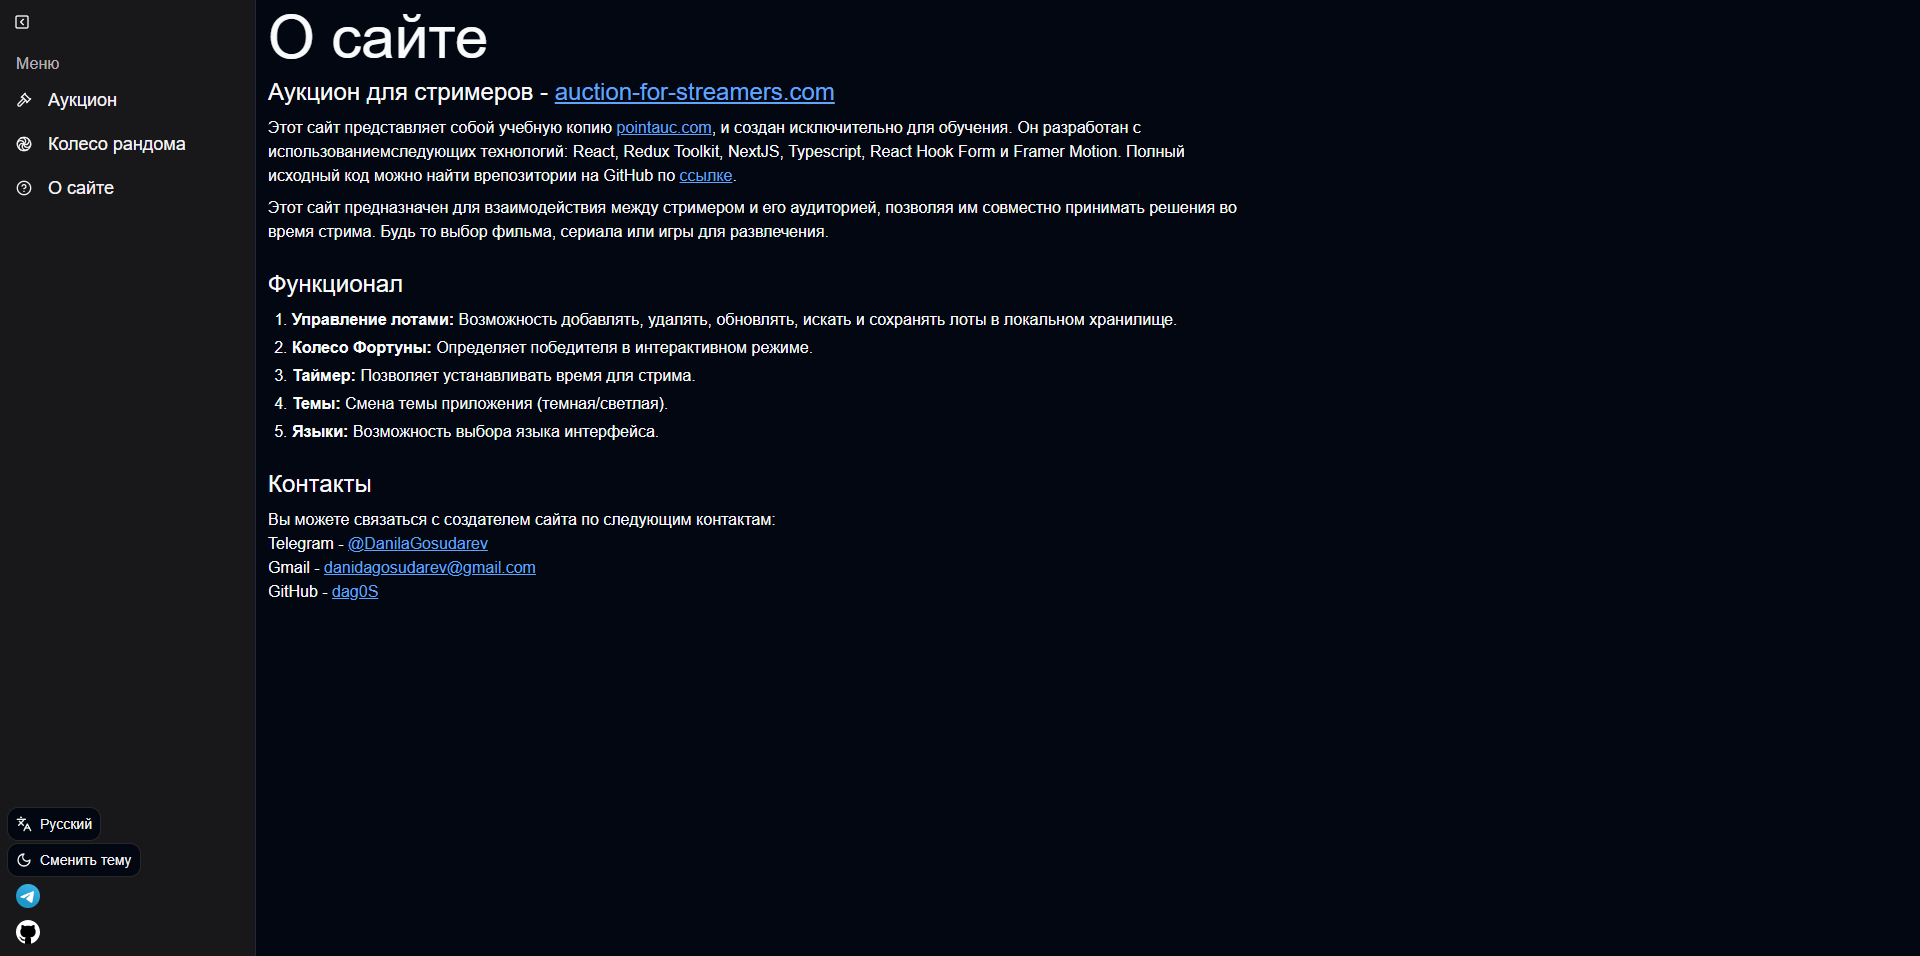 Меню
Аукцион
Колесо рандома
О сайте
Русский
Сменить тему
О сайте
Аукцион для стримеров - auction-for-streamers.com
Этот сайт представляет собой учебную копию pointauc.com, и создан исключительно для обучения. Он разработан с
использованиемследующих технологий: React, Redux Toolkit, NextJS, Typescript, React Hook Form и Framer Motion. Полный
исходный код можно найти врепозитории на GitHub по ссылке.
Этот сайт предназначен для взаимодействия между стримером и его аудиторией, позволяя им совместно принимать решения во
время стрима. Будь то выбор фильма, сериала или игры для развлечения.
Функционал
1. Управление лотами: Возможность добавлять, удалять, обновлять, искать и сохранять лоты в локальном хранилище.
2. Колесо Фортуны: Определяет победителя в интерактивном режиме.
3. Таймер: Позволяет устанавливать время для стрима.
4. Темы: Смена темы приложения (темная/светлая).
5. Языки: Возможность выбора языка интерфейса.
Контакты
Вы можете связаться с создателем сайта по следующим контактам:
Telegram - @DanilaGosudarev
Gmail - danidagosudarev@gmail.com
GitHub - dag0S